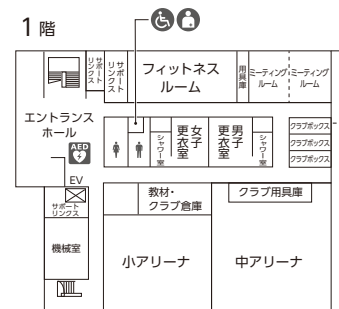 1階
サポート
リンクス
サポート
リンクス
フィットネス
ルーム
用具庫
ミーティング
ルーム
ミーティング
ルーム
エントランス
ホール
AED
シャワー室
女子
更衣室
男子
更衣室
シャワー室
クラブボックス
クラブボックス
クラブボックス
EV
サポート
リンクス
教材・
クラブ倉庫
クラブ用具庫
機械室
小アリーナ
中アリーナ